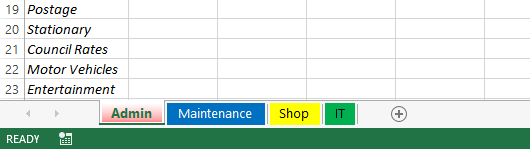 19 Postage
20 Stationary
21 Council Rates
22 Motor Vehicles
23 Entertainment
Admin Maintenance Shop IT
READY